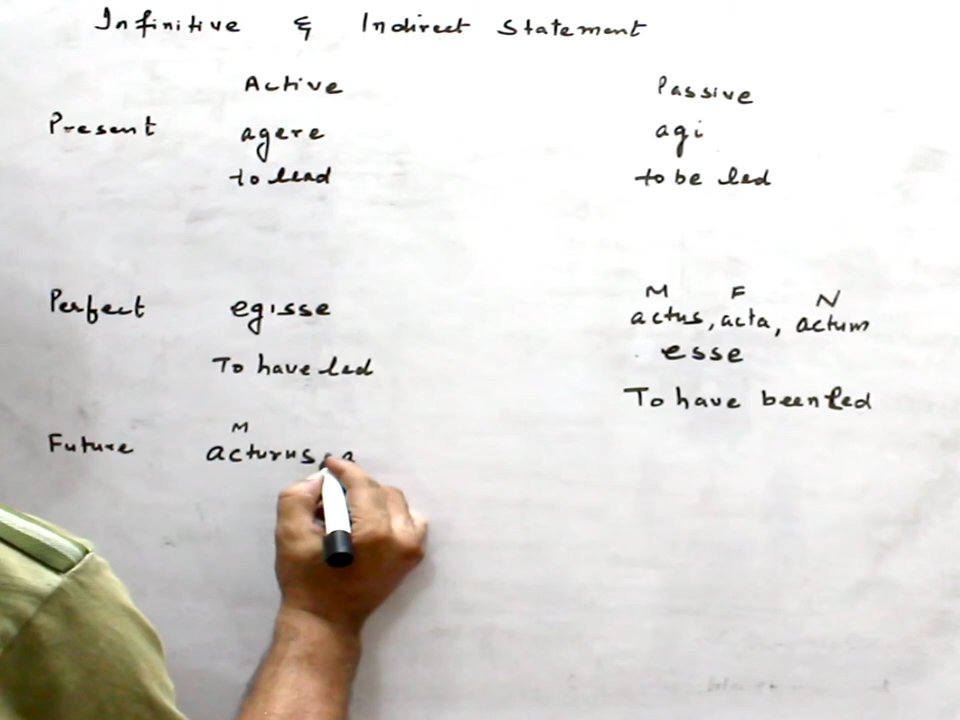 Infinitive & Indirect Statement
Active Passive
Present agere agi
to lead to be led
M F N
Perfect egisse actus, acta, actum
esse
To have led
To have been led
M
Future acturus, a